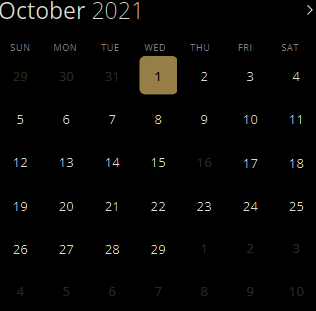 October 2021
SUN MON TUE WED THU FRI SAT
29 30 31 1 2 3 4
5 6 7 8 9 10 11
12 13 14 15 16 17 18
19 20 21 22 23 24 25
26 27 28 29 1 2 3
4 5 6 7 8 9 10